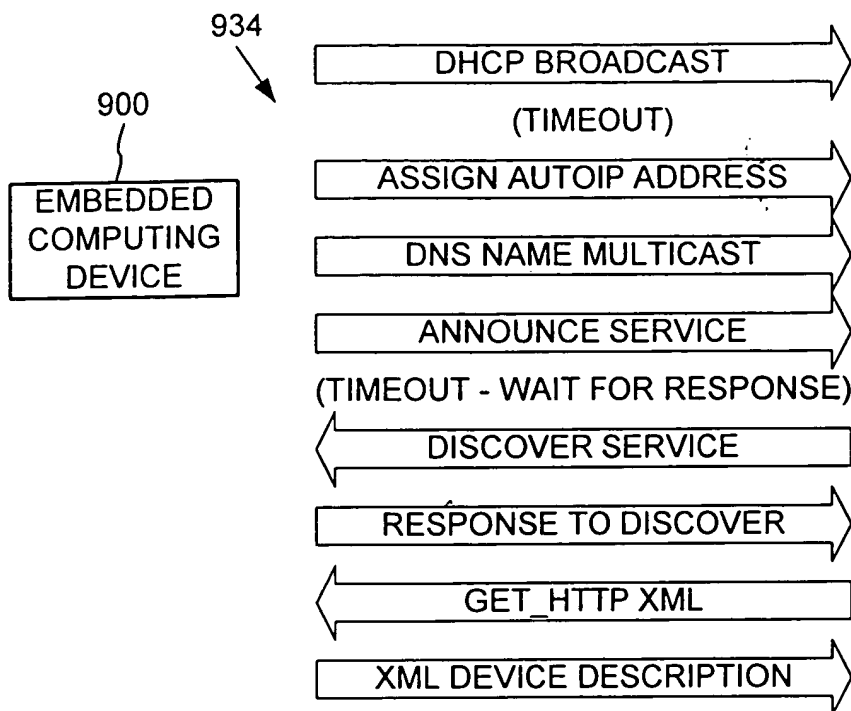 934
DHCP BROADCAST
900
(TIMEOUT)
ASSIGN AUTOIP ADDRESS
EMBEDDED
COMPUTING
DEVICE
DNS NAME MULTICAST
ANNOUNCE SERVICE
(TIMEOUT - WAIT FOR RESPONSE)
DISCOVER SERVICE
RESPONSE TO DISCOVER
GET_HTTP XML
XML DEVICE DESCRIPTION